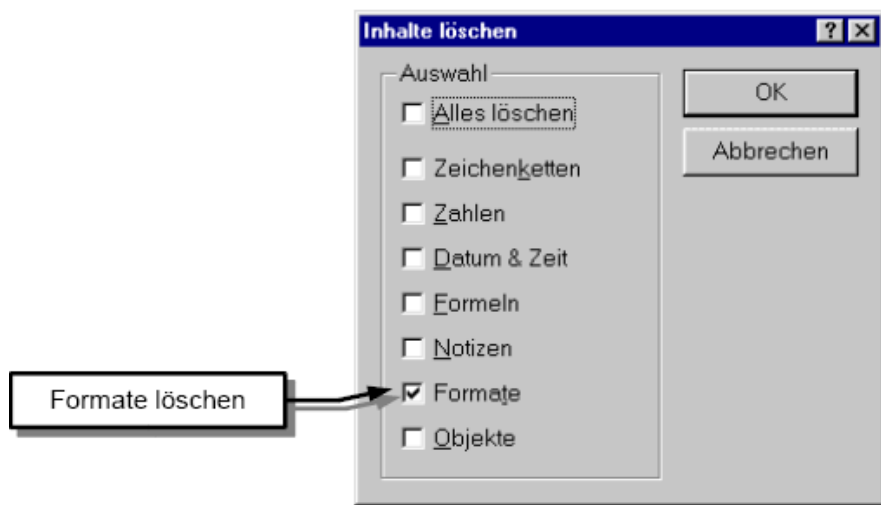 Inhalte löschen
Auswahl
Alles löschen
Zeichenketten
Zahlen
Datum & Zeit
Formeln
Notizen
Formate
Objekte
OK
Abbrechen
Formate löschen